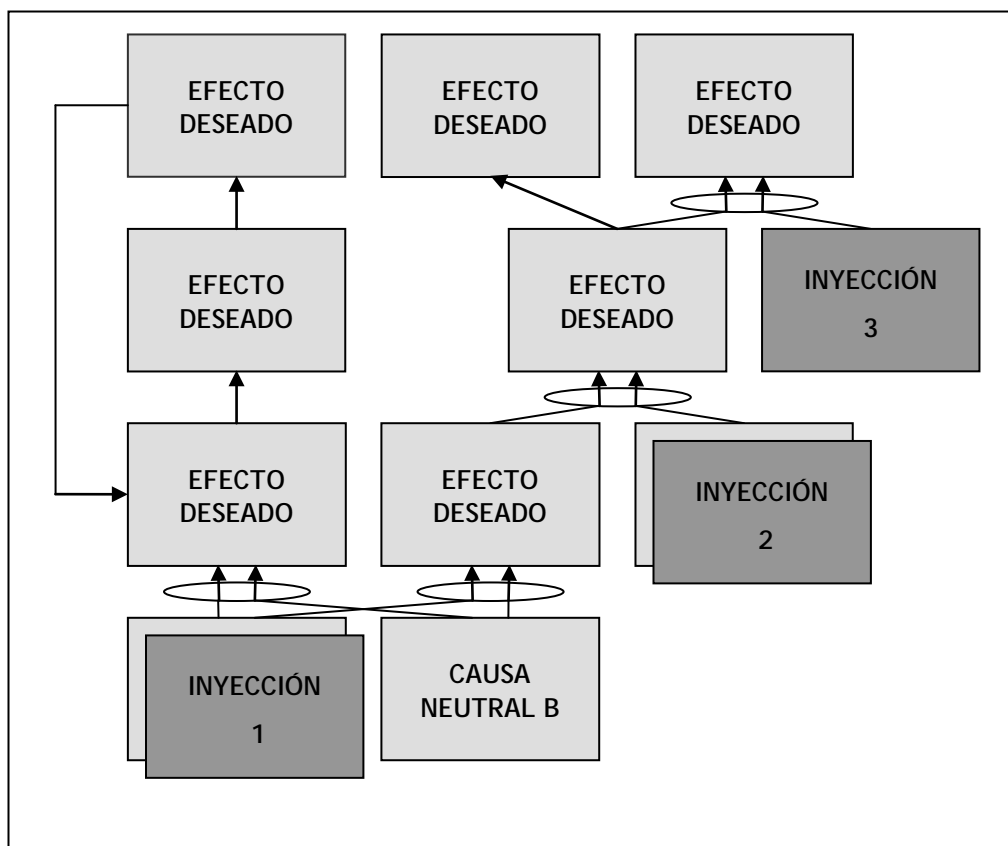 EFECTO
DESEADO
EFECTO
DESEADO
EFECTO
DESEADO
EFECTO
DESEADO
EFECTO
DESEADO
INYECCIÓN
3
EFECTO
DESEADO
EFECTO
DESEADO
INYECCIÓN
2
INYECCIÓN
1
CAUSA
NEUTRAL B